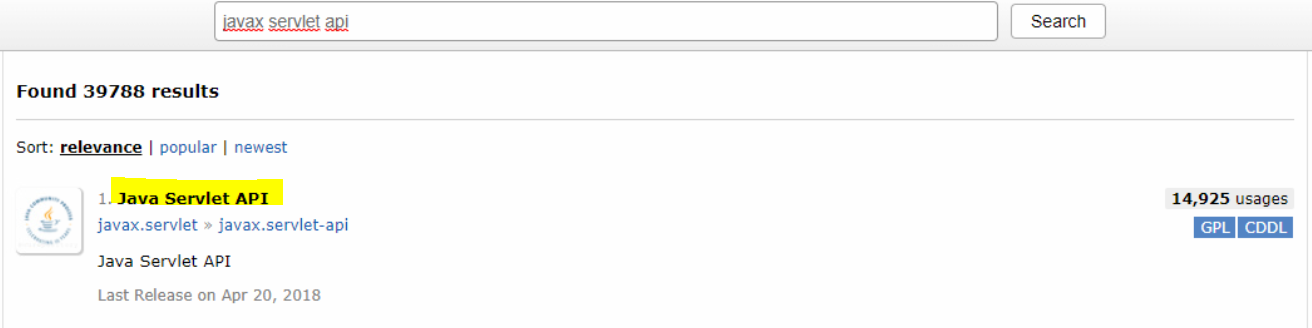 javax servlet api Search
Found 39788 results
Sort: relevance | popular | newest
1. Java Servlet API 14,925 usages
javax.servlet » javax.servlet-api GPL CDDL
Java Servlet API
Last Release on Apr 20, 2018